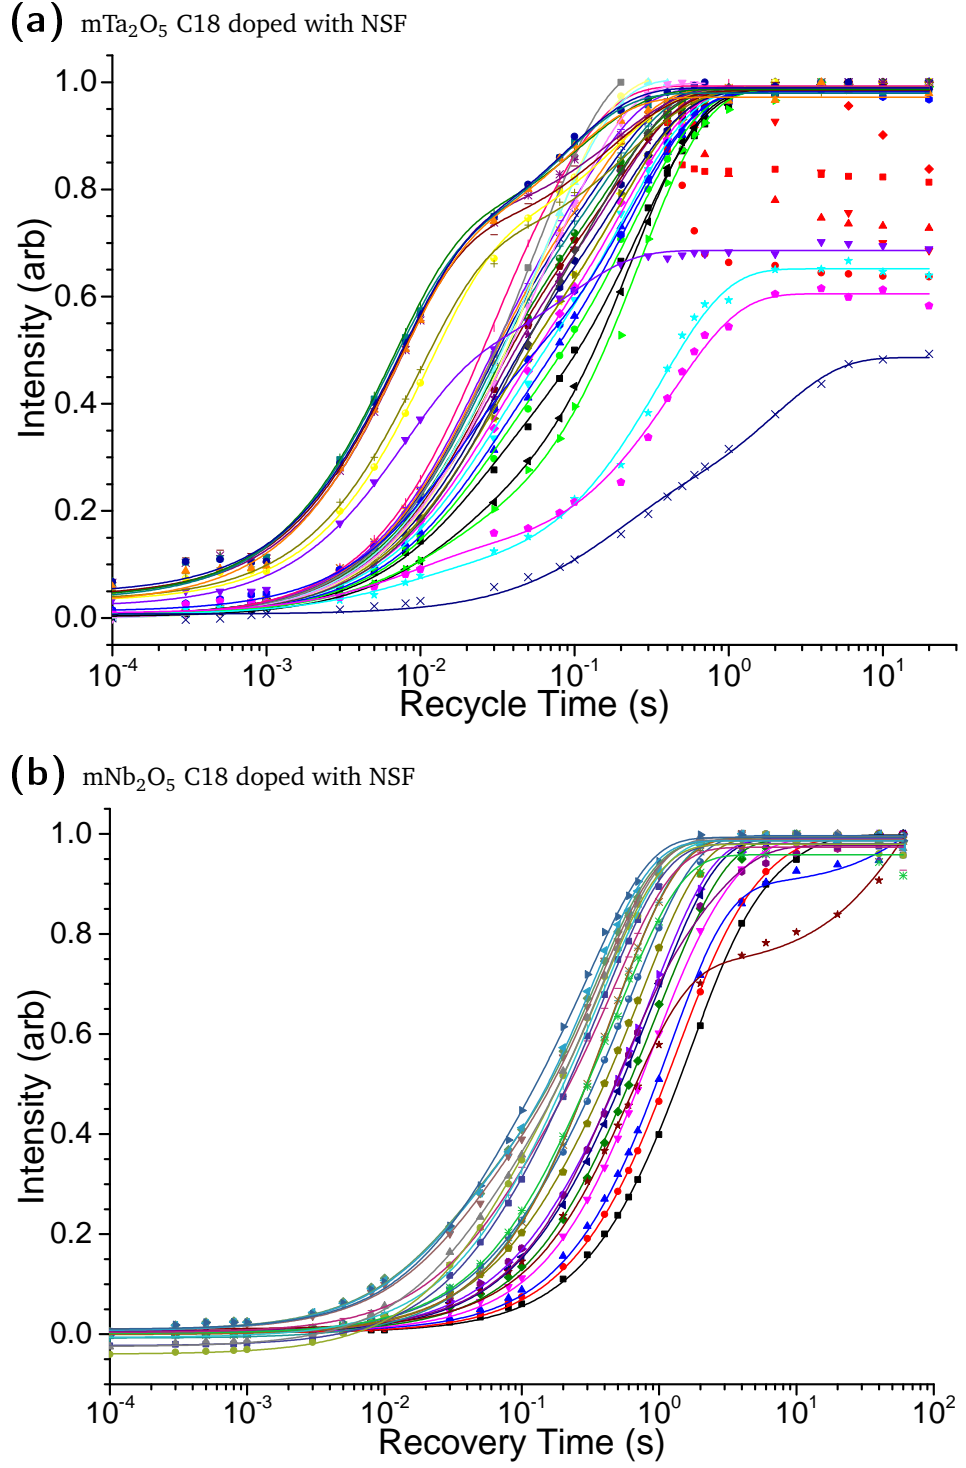 (a) mTa₂O₅ C18 doped with NSF
1.0
0.8
0.6
0.4
0.2
0.0
Intensity (arb)
10⁻⁴ 10⁻³ 10⁻² 10⁻¹ 10⁰ 10¹
Recycle Time (s)
(b) mNb₂O₅ C18 doped with NSF
1.0
0.8
0.6
0.4
0.2
0.0
Intensity (arb)
10⁻⁴ 10⁻³ 10⁻² 10⁻¹ 10⁰ 10¹ 10²
Recovery Time (s)